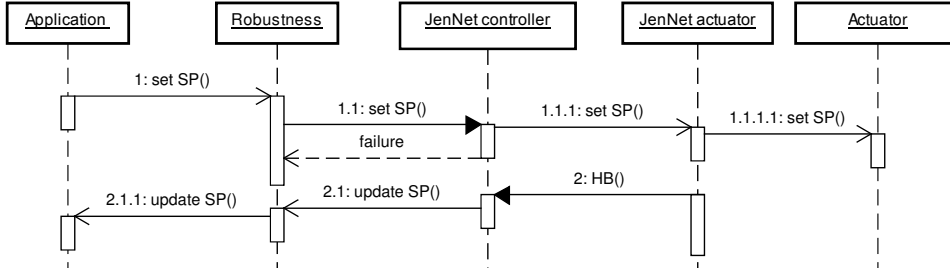 Application
Robustness
JenNet controller
JenNet actuator
Actuator
1: set SP()
1.1: set SP()
1.1.1: set SP()
1.1.1.1: set SP()
failure
2: HB()
2.1: update SP()
2.1.1: update SP()